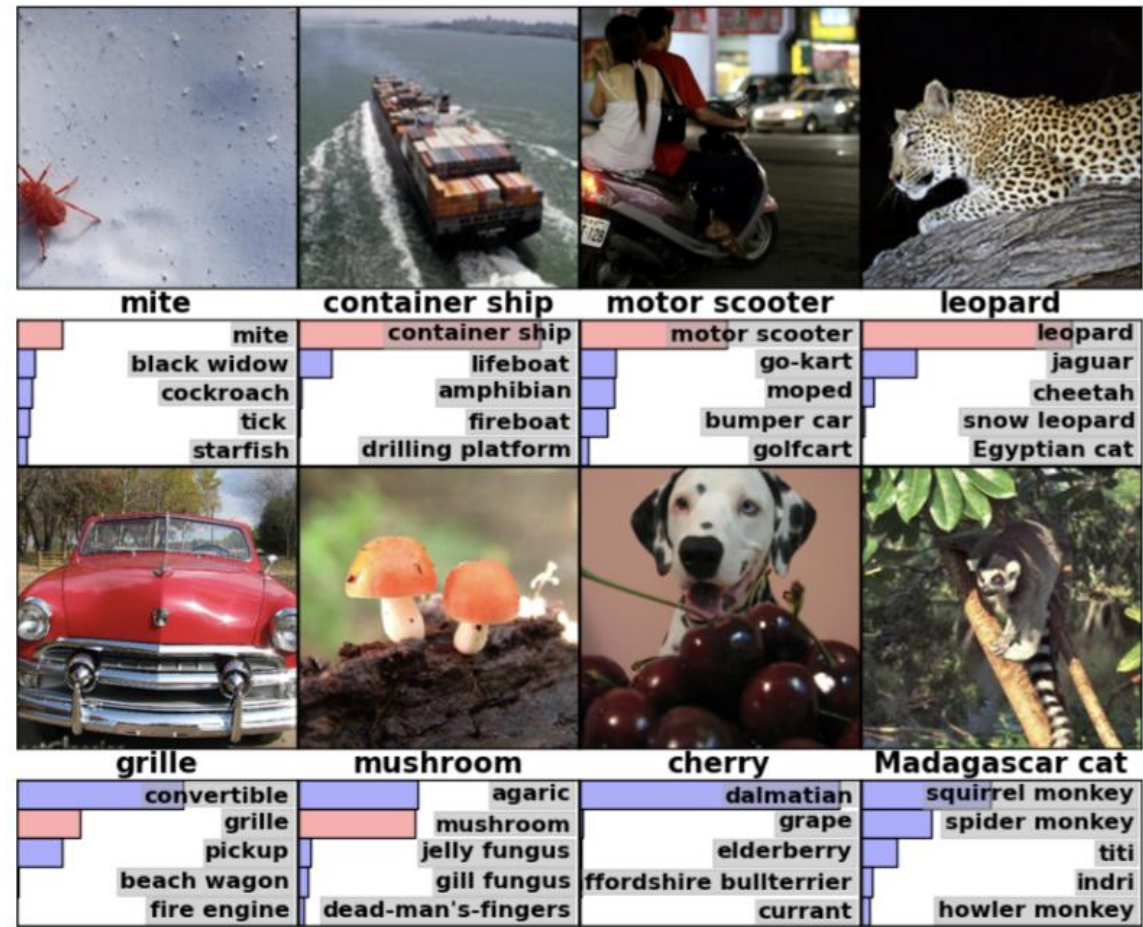 mite
container ship
motor scooter
leopard
mite
black widow
cockroach
tick
starfish
container ship
lifeboat
amphibian
fireboat
drilling platform
motor scooter
go-kart
moped
bumper car
golfcart
leopard
jaguar
cheetah
snow leopard
Egyptian cat
grille
mushroom
cherry
Madagascar cat
convertible
grille
pickup
beach wagon
fire engine
agaric
mushroom
jelly fungus
gill fungus
dead-man's-fingers
dalmatian
grape
elderberry
ffordshire bullterrier
currant
squirrel monkey
spider monkey
titi
indri
howler monkey